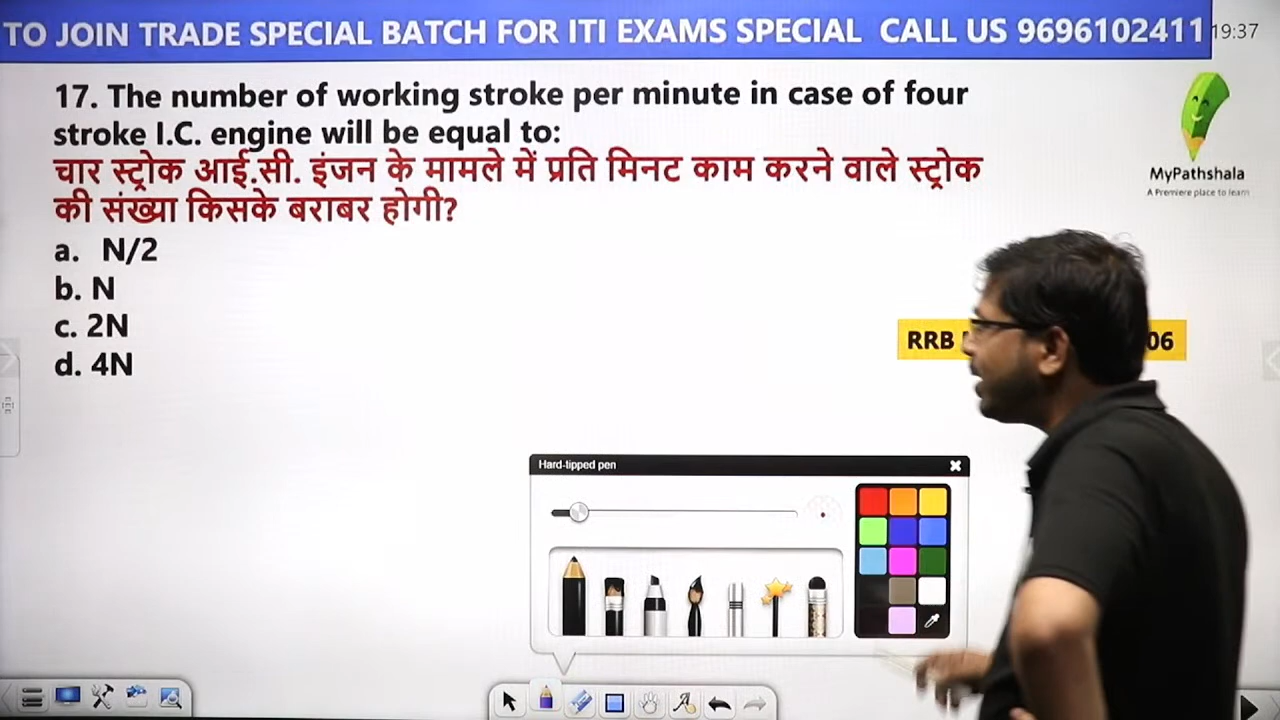 TO JOIN TRADE SPECIAL BATCH FOR ITI EXAMS SPECIAL CALL US 9696102411
19:37
17. The number of working stroke per minute in case of four
stroke I.C. engine will be equal to:
चार स्ट्रोक आई.सी. इंजन के मामले में प्रति मिनट काम करने वाले स्ट्रोक
की संख्या किसके बराबर होगी?
a. N/2
b. N
c. 2N
d. 4N
MyPathshala
A Premiere place to learn
RRB
06
Hard-tipped pen